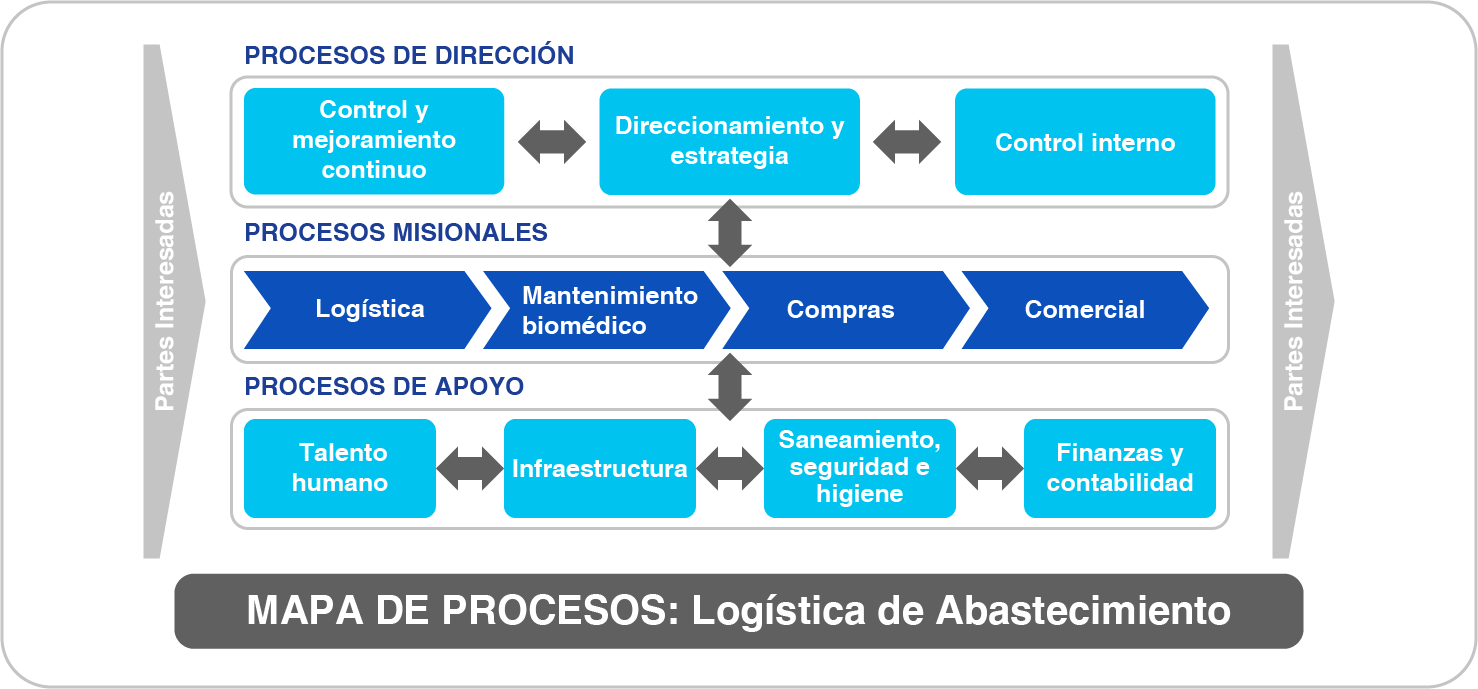 PROCESOS DE DIRECCIÓN
Control y
mejoramiento
continuo
Direccionamiento y
estrategia
Control interno
Partes Interesadas
PROCESOS MISIONALES
Logística
Mantenimiento
biomédico
Compras
Comercial
Partes Interesadas
PROCESOS DE APOYO
Talento
humano
Infraestructura
Saneamiento,
seguridad e
higiene
Finanzas y
contabilidad
MAPA DE PROCESOS: Logística de Abastecimiento